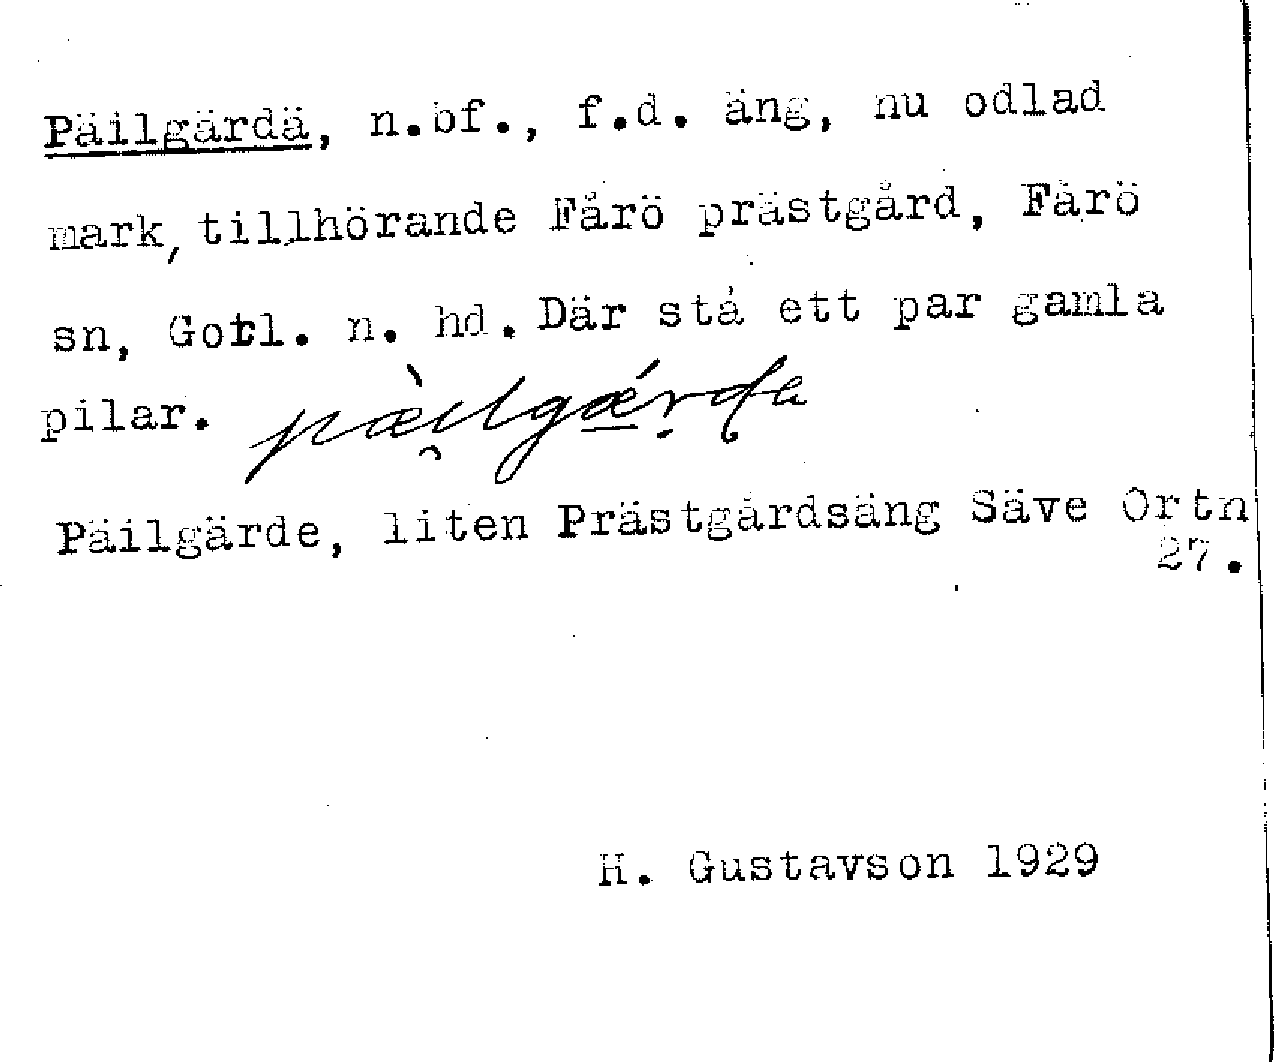 Päilgärdä, n.bf., f.d. äng, nu odlad
mark, tillhörande Fårö prästgård, Fårö
sn, Gotl. n. hd. Där stå ett par gamla
pilar.
Päilgärde, liten Prästgårdsäng Säve Ortn
27.
H. Gustavson 1929